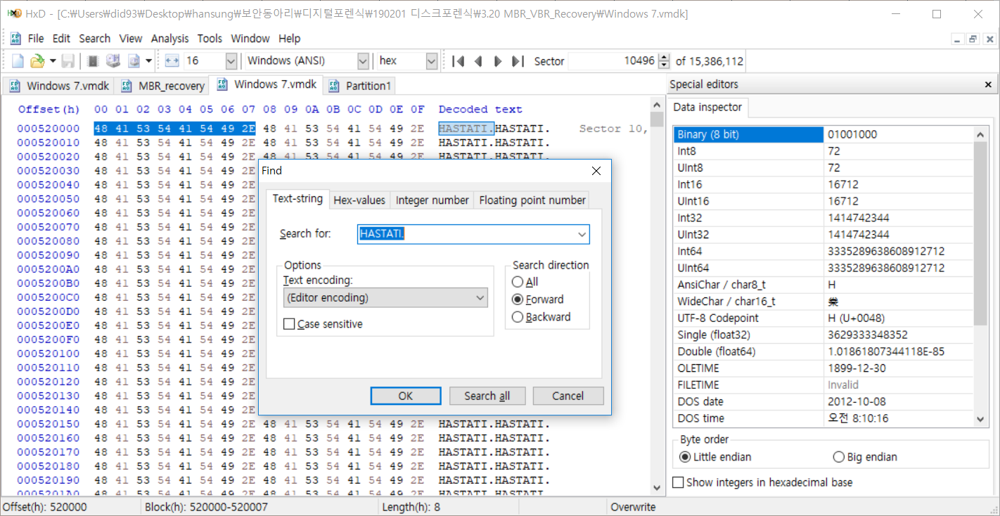 HxD - [C:₩Users₩did93₩Desktop₩hansung₩보안동아리₩디지털포렌식₩190201 디스크포렌식₩3.20 MBR_VBR_Recovery₩Windows 7.vmdk]
File Edit Search View Analysis Tools Window Help
16 Windows (ANSI) hex Sector 10496 of 15,386,112
Windows 7.vmdk MBR_recovery Windows 7.vmdk Partition1
Offset(h) 00 01 02 03 04 05 06 07 08 09 0A 0B 0C 0D 0E 0F Decoded text
000520000 48 41 53 54 41 54 49 2E 48 41 53 54 41 54 49 2E HASTATI.HASTATI. Sector 10,
000520010 48 41 53 54 41 54 49 2E 48 41 53 54 41 54 49 2E HASTATI.HASTATI.
000520020 48 41 53 54 41 54 49 2E 48 41 53 54 41 54 49 2E HASTATI.HASTATI.
000520030 48 41 53 54 41 54 49 2E
000520040 48 41 53 54 41 54 49 2E
000520050 48 41 53 54 41 54 49 2E
000520060 48 41 53 54 41 54 49 2E
000520070 48 41 53 54 41 54 49 2E
000520080 48 41 53 54 41 54 49 2E
000520090 48 41 53 54 41 54 49 2E
0005200A0 48 41 53 54 41 54 49 2E
0005200B0 48 41 53 54 41 54 49 2E
0005200C0 48 41 53 54 41 54 49 2E
0005200D0 48 41 53 54 41 54 49 2E
0005200E0 48 41 53 54 41 54 49 2E
0005200F0 48 41 53 54 41 54 49 2E
000520100 48 41 53 54 41 54 49 2E
000520110 48 41 53 54 41 54 49 2E
000520120 48 41 53 54 41 54 49 2E
000520130 48 41 53 54 41 54 49 2E
000520140 48 41 53 54 41 54 49 2E
000520150 48 41 53 54 41 54 49 2E 48 41 53 54 41 54 49 2E HASTATI.HASTATI.
000520160 48 41 53 54 41 54 49 2E 48 41 53 54 41 54 49 2E HASTATI.HASTATI.
000520170 48 41 53 54 41 54 49 2E 48 41 53 54 41 54 49 2E HASTATI.HASTATI.
000520180 48 41 53 54 41 54 49 2E 48 41 53 54 41 54 49 2E HASTATI.HASTATI.
000520190 48 41 53 54 41 54 49 2E 48 41 53 54 41 54 49 2E HASTATI.HASTATI.
0005201A0 48 41 53 54 41 54 49 2E 48 41 53 54 41 54 49 2E HASTATI.HASTATI.
Find
Text-string Hex-values Integer number Floating point number
Search for: HASTATI.
Options
Text encoding:
(Editor encoding)
Case sensitive
Search direction
All
Forward
Backward
OK Search all Cancel
Special editors
Data inspector
Binary (8 bit) 01001000
Int8 72
UInt8 72
Int16 16712
UInt16 16712
Int32 1414742344
UInt32 1414742344
Int64 3335289638608912712
UInt64 3335289638608912712
AnsiChar / char8_t H
WideChar / char16_t
UTF-8 Codepoint H (U+0048)
Single (float32) 3629333348352
Double (float64) 1.01861807344118E-85
OLETIME 1899-12-30
FILETIME Invalid
DOS date 2012-10-08
DOS time 오전 8:10:16
Byte order
Little endian Big endian
Show integers in hexadecimal base
Offset(h): 520000 Block(h): 520000-520007 Length(h): 8 Overwrite